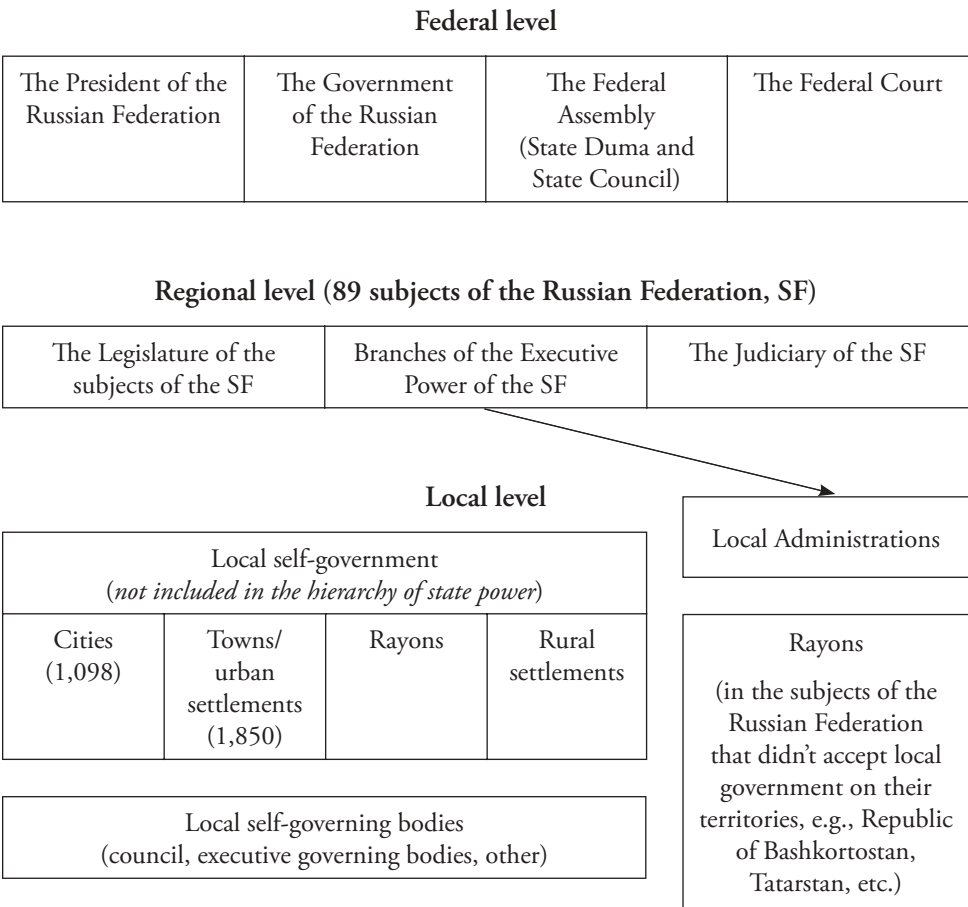 Federal level
The President of the
Russian Federation
The Government
of the Russian
Federation
The Federal
Assembly
(State Duma and
State Council)
The Federal Court
Regional level (89 subjects of the Russian Federation, SF)
The Legislature of the
subjects of the SF
Branches of the Executive
Power of the SF
The Judiciary of the SF
Local level
Local self-government
(not included in the hierarchy of state power)
Cities
(1,098)
Towns/
urban
settlements
(1,850)
Rayons
Rural
settlements
Local self-governing bodies
(council, executive governing bodies, other)
Local Administrations
Rayons
(in the subjects of the
Russian Federation
that didn’t accept local
government on their
territories, e.g., Republic
of Bashkortostan,
Tatarstan, etc.)